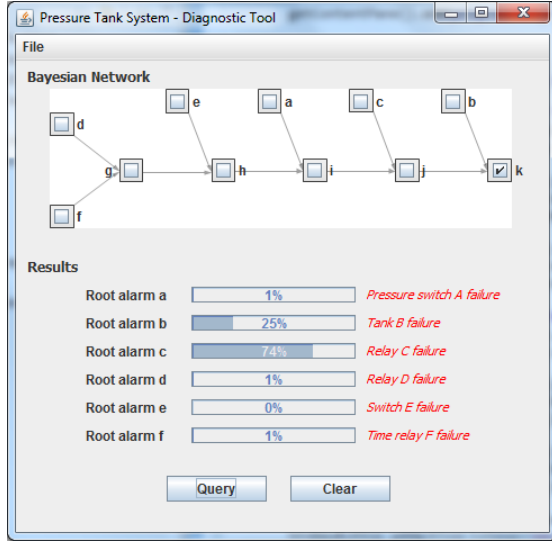 Pressure Tank System - Diagnostic Tool
File
Bayesian Network
e a c b
d
g h i j k
f
Results
Root alarm a 1% Pressure switch A failure
Root alarm b 25% Tank B failure
Root alarm c 74% Relay C failure
Root alarm d 1% Relay D failure
Root alarm e 0% Switch E failure
Root alarm f 1% Time relay F failure
Query Clear